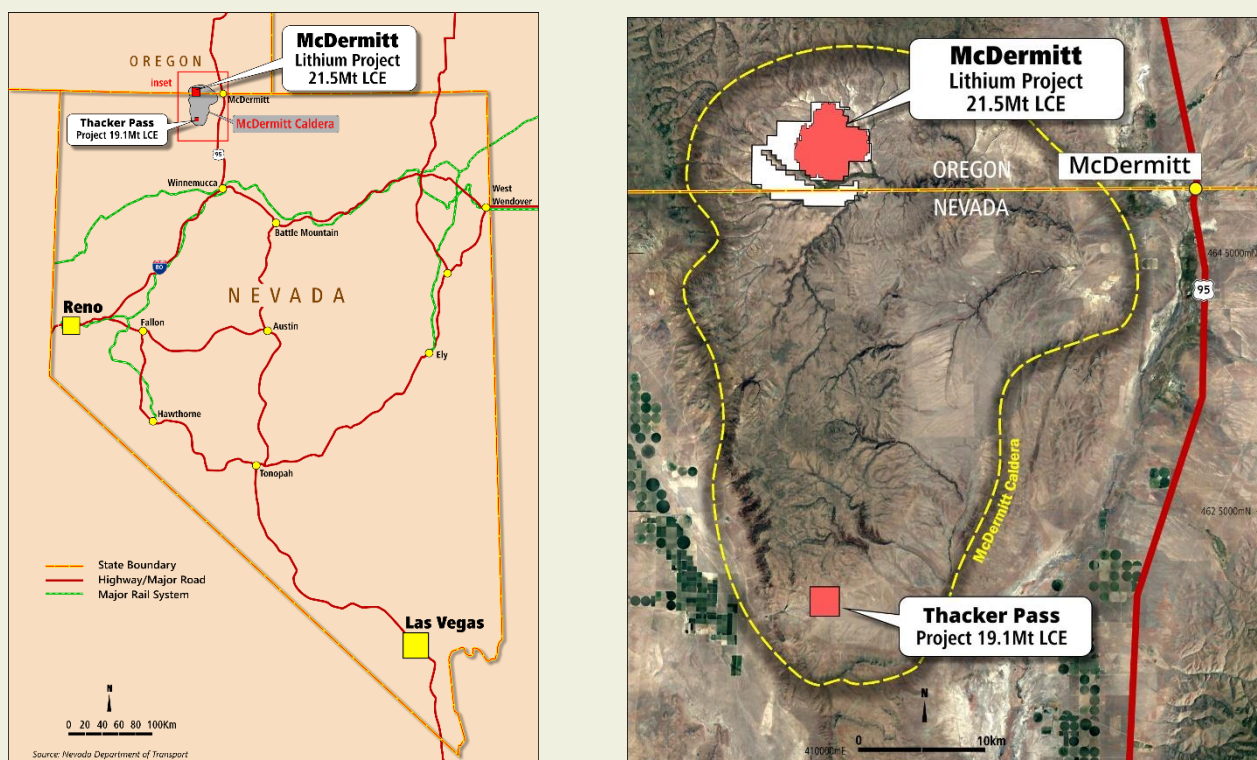 McDermitt
Lithium Project
21.5Mt LCE
OREGON
inset
McDermitt
Thacker Pass
Project 19.1Mt LCE
McDermitt Caldera
95
Winnemucca
West
Wendover
Battle Mountain
80
NEVADA
Reno
Fallon
Austin
Ely
Hawthorne
Tonopah
State Boundary
Highway/Major Road
Major Rail System
Las Vegas
N
0 20 40 60 80 100Km
Source: Nevada Department of Transport
McDermitt
Lithium Project
21.5Mt LCE
OREGON
McDermitt
NEVADA
464 5000mN
95
McDermitt Caldera
462 5000mN
Thacker Pass
Project 19.1Mt LCE
N
0 10km
410000mE